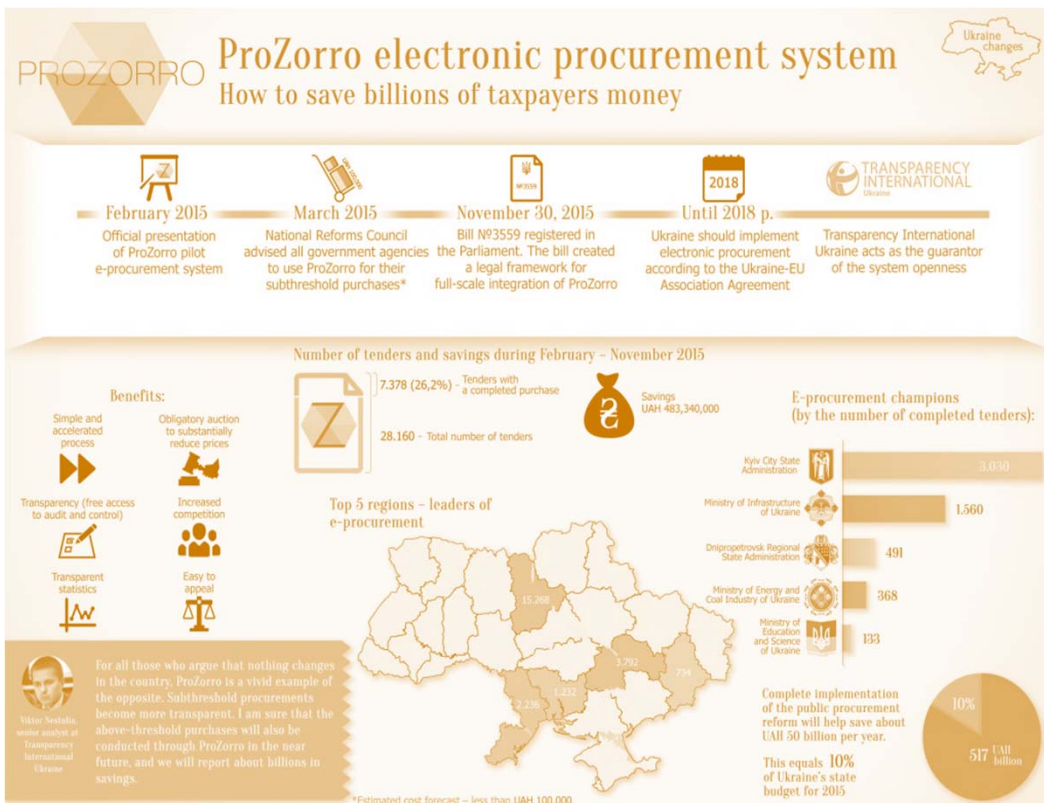 PROZORRO
ProZorro electronic procurement system
How to save billions of taxpayers money
Ukraine
changes
UAH 100,000
№3559
2018
TRANSPARENCY
INTERNATIONAL
Ukraine
February 2015
Official presentation
of ProZorro pilot
e-procurement system
March 2015
National Reforms Council
advised all government agencies
to use ProZorro for their
subthreshold purchases*
November 30, 2015
Bill №3559 registered in
the Parliament. The bill created
a legal framework for
full-scale integration of ProZorro
Until 2018 p.
Ukraine should implement
electronic procurement
according to the Ukraine-EU
Association Agreement
Transparency International
Ukraine acts as the guarantor
of the system openness
Number of tenders and savings during February – November 2015
7.378 (26,2%) - Tenders with
a completed purchase
28.160 - Total number of tenders
Savings
UAH 483,340,000
Benefits:
Simple and
accelerated
process
Obligatory auction
to substantially
reduce prices
Transparency (free access
to audit and control)
Increased
competition
Transparent
statistics
Easy to
appeal
Top 5 regions – leaders of
e-procurement
15.268
3.792
774
1.232
2.236
E-procurement champions
(by the number of completed tenders):
Kyiv City State
Administration
3.030
Ministry of Infrastructure
of Ukraine
1.560
Dnipropetrovsk Regional
State Administration
491
Ministry of Energy and
Coal Industry of Ukraine
368
Ministry of
Education
and Science
of Ukraine
133
Viktor Nestulia,
senior analyst at
Transparency
International
Ukraine
For all those who argue that nothing changes
in the country, ProZorro is a vivid example of
the opposite. Subthreshold procurements
become more transparent. I am sure that the
above-threshold purchases will also be
conducted through ProZorro in the near
future, and we will report about billions in
savings.
Complete implementation
of the public procurement
reform will help save about
UAH 50 billion per year.
This equals 10%
of Ukraine's state
budget for 2015
10%
517 UAH
billion
*Estimated cost forecast – less than UAH 100,000